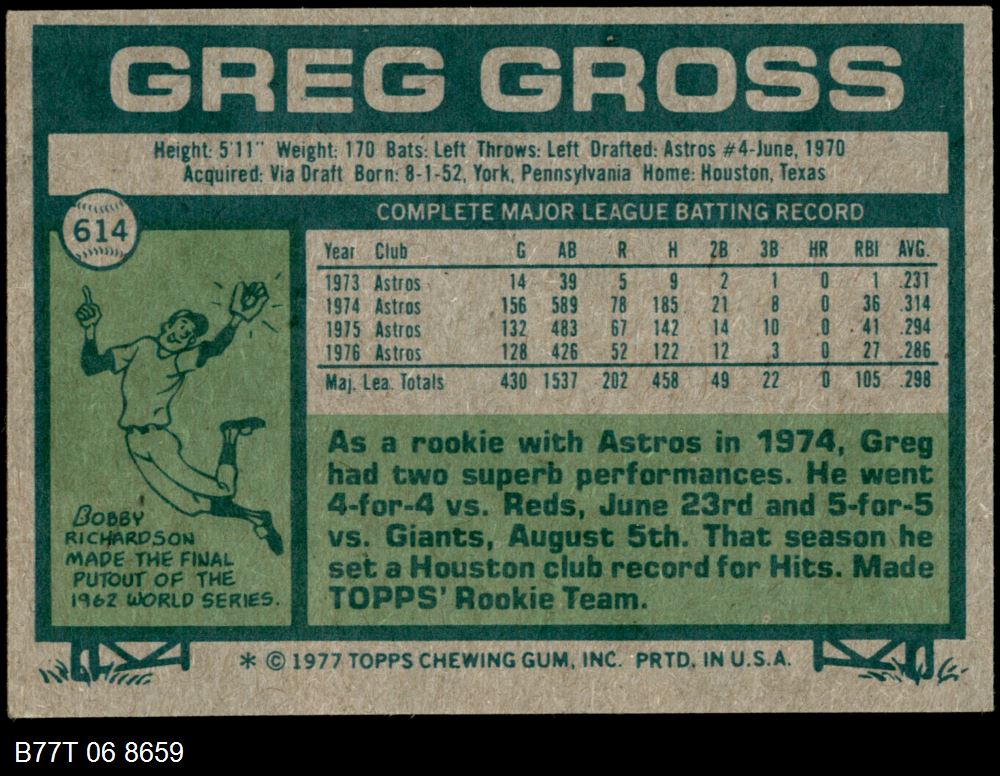 GREG GROSS
Height: 5'11" Weight: 170 Bats: Left Throws: Left Drafted: Astros #4-June, 1970
Acquired: Via Draft Born: 8-1-52, York, Pennsylvania Home: Houston, Texas
614
COMPLETE MAJOR LEAGUE BATTING RECORD
Year Club G AB R H 2B 3B HR RBI AVG.
1973 Astros 14 39 5 9 2 1 0 1 .231
1974 Astros 156 589 78 185 21 8 0 36 .314
1975 Astros 132 483 67 142 14 10 0 41 .294
1976 Astros 128 426 52 122 12 3 0 27 .286
Maj. Lea. Totals 430 1537 202 458 49 22 0 105 .298
BOBBY
RICHARDSON
MADE THE FINAL
PUTOUT OF THE
1962 WORLD SERIES.
As a rookie with Astros in 1974, Greg
had two superb performances. He went
4-for-4 vs. Reds, June 23rd and 5-for-5
vs. Giants, August 5th. That season he
set a Houston club record for Hits. Made
TOPPS' Rookie Team.
* © 1977 TOPPS CHEWING GUM, INC. PRTD. IN U.S.A.
B77T 06 8659